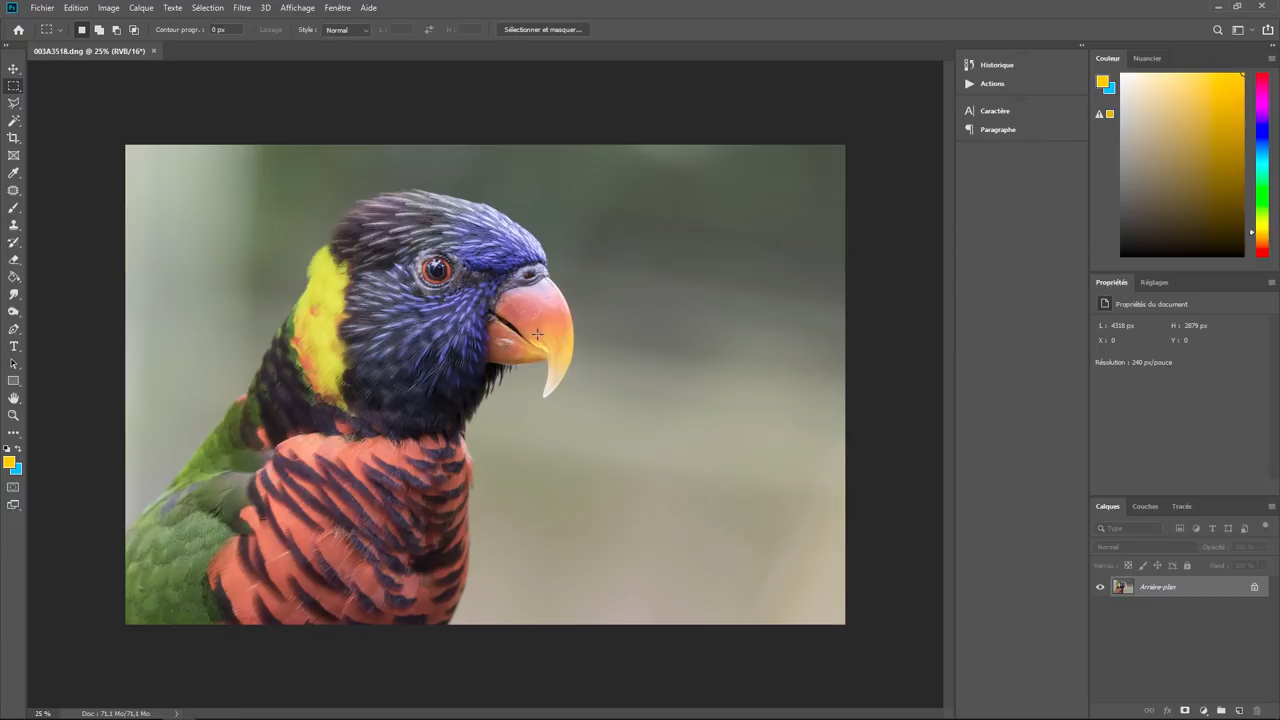 Ps Fichier Edition Image Calque Texte Sélection Filtre 3D Affichage Fenêtre Aide
Contour progr. : 0 px Lissage Style : Normal L : H : Sélectionner et masquer...
003A3518.dng @ 25% (RVB/16*) ×
Historique
Actions
Caractère
Paragraphe
Couleur Nuancier
Propriétés Réglages
Propriétés du document
L : 4318 px H : 2879 px
X : 0 Y : 0
Résolution : 240 px/pouce
Calques Couches Tracés
Type
Normal Opacité : 100 %
Verrou : Fond : 100 %
Arrière-plan
25 % Doc : 71,1 Mo/71,1 Mo